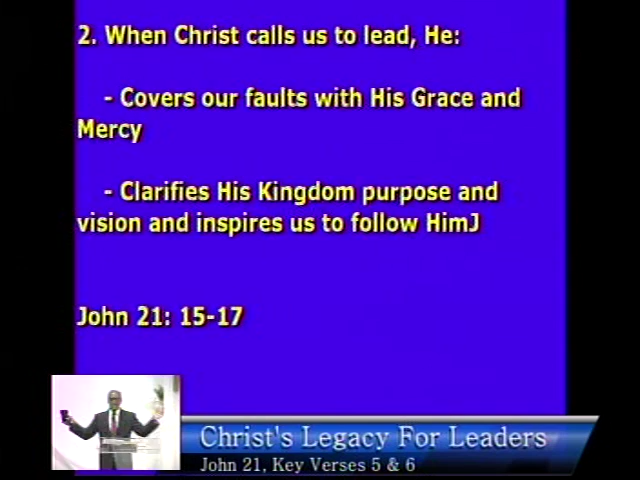 2. When Christ calls us to lead, He:
- Covers our faults with His Grace and
Mercy
- Clarifies His Kingdom purpose and
vision and inspires us to follow HimJ
John 21: 15-17
Christ's Legacy For Leaders
John 21, Key Verses 5 & 6